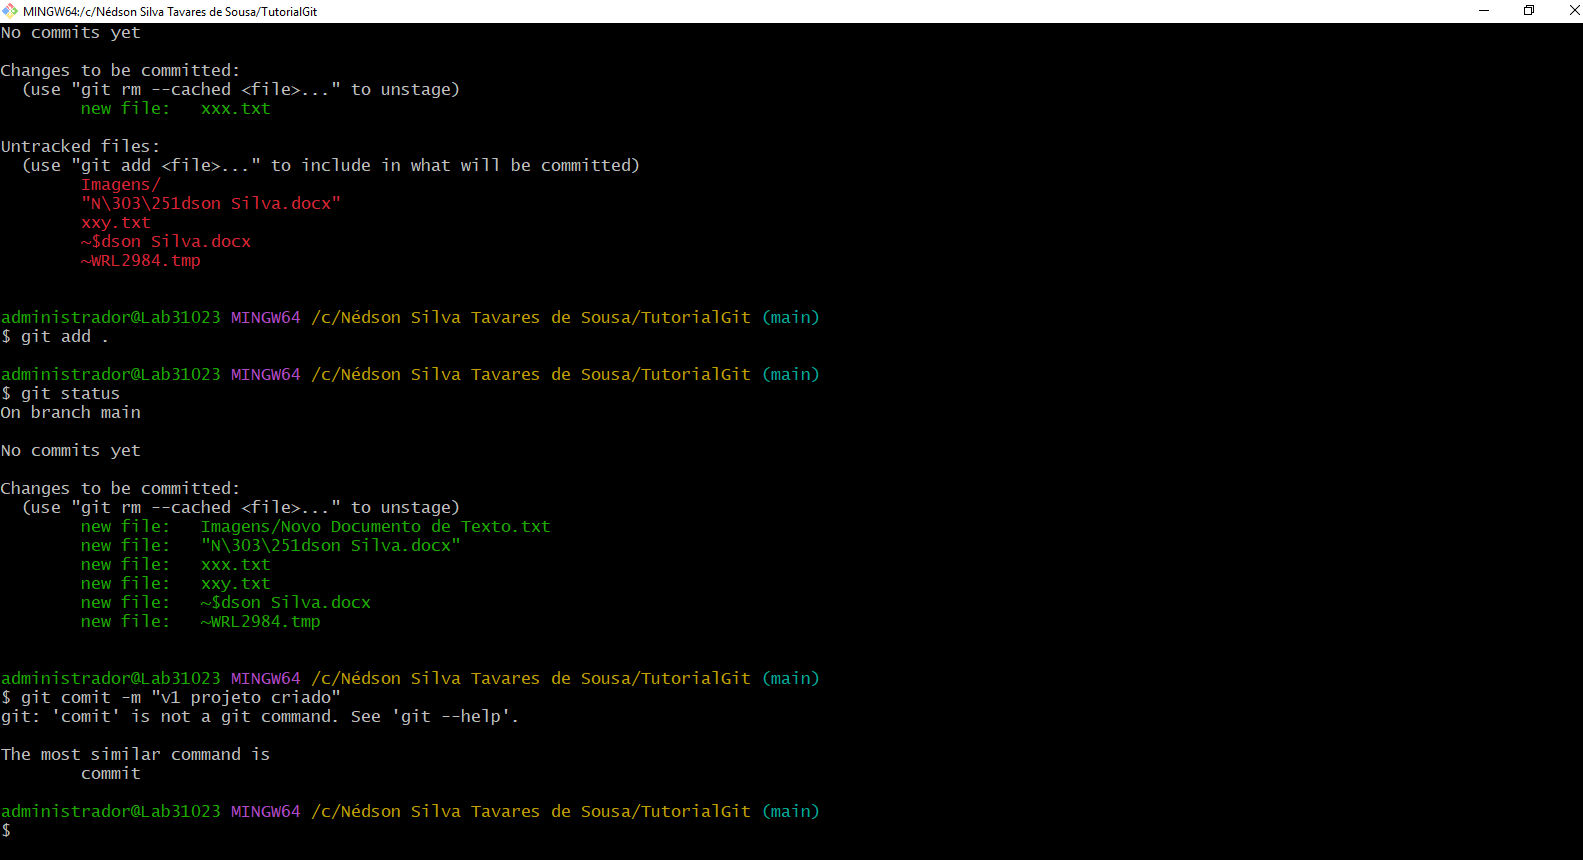 MINGW64:/c/Nédson Silva Tavares de Sousa/TutorialGit
No commits yet
Changes to be committed:
(use "git rm --cached <file>..." to unstage)
new file:   xxx.txt
Untracked files:
(use "git add <file>..." to include in what will be committed)
Imagens/
"N\303\251dson Silva.docx"
xxy.txt
~$dson Silva.docx
~WRL2984.tmp
administrador@Lab31023 MINGW64 /c/Nédson Silva Tavares de Sousa/TutorialGit (main)
$ git add .
administrador@Lab31023 MINGW64 /c/Nédson Silva Tavares de Sousa/TutorialGit (main)
$ git status
On branch main
No commits yet
Changes to be committed:
(use "git rm --cached <file>..." to unstage)
new file:   Imagens/Novo Documento de Texto.txt
new file:   "N\303\251dson Silva.docx"
new file:   xxx.txt
new file:   xxy.txt
new file:   ~$dson Silva.docx
new file:   ~WRL2984.tmp
administrador@Lab31023 MINGW64 /c/Nédson Silva Tavares de Sousa/TutorialGit (main)
$ git comit -m "v1 projeto criado"
git: 'comit' is not a git command. See 'git --help'.
The most similar command is
commit
administrador@Lab31023 MINGW64 /c/Nédson Silva Tavares de Sousa/TutorialGit (main)
$